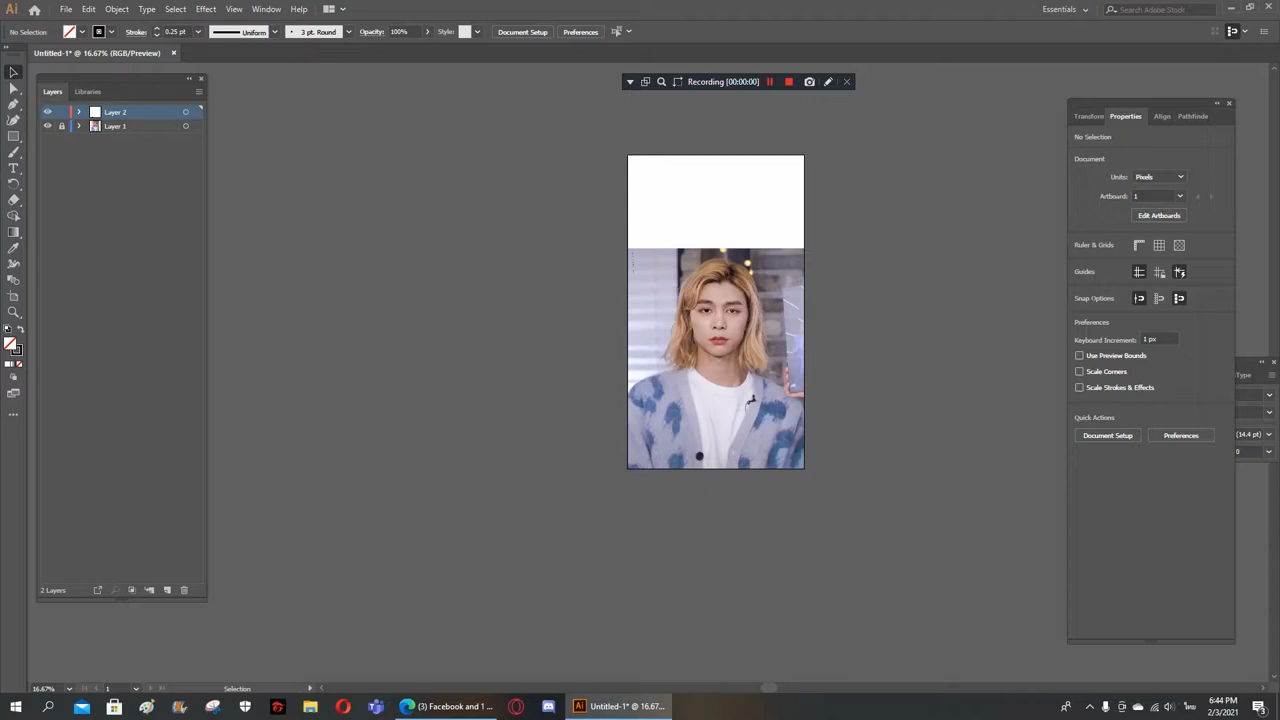 Ai File Edit Object Type Select Effect View Window Help Essentials Search Adobe Stock
No Selection Stroke: 0.25 pt Uniform 3 pt. Round Opacity: 100% Style: Document Setup Preferences
Untitled-1* @ 16.67% (RGB/Preview)
Recording [00:00:00]
Layers Libraries
Layer 2
Layer 1
2 Layers
Transform Properties Align Pathfinde
No Selection
Document
Units: Pixels
Artboard: 1
Edit Artboards
Ruler & Grids
Guides
Snap Options
Preferences
Keyboard Increment: 1 px
Use Preview Bounds
Scale Corners
Scale Strokes & Effects
Quick Actions
Document Setup Preferences
Type
(14.4 pt)
0
16.67% 1 Selection
(3) Facebook and 1 ... Ai Untitled-1* @ 16.67...
6:44 PM
2/3/2021